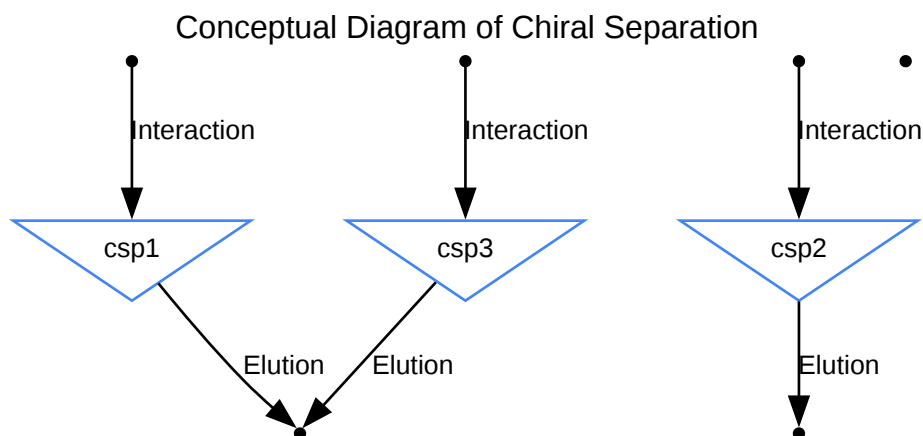 Conceptual Diagram of Chiral Separation
Interaction
Interaction
Interaction
csp1
csp3
csp2
Elution
Elution
Elution